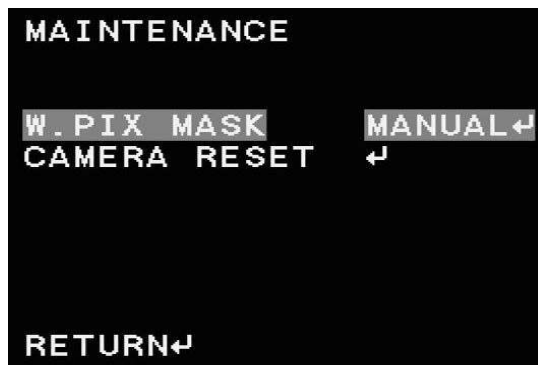 MAINTENANCE
W.PIX MASK MANUAL↵
CAMERA RESET ↵
RETURN↵